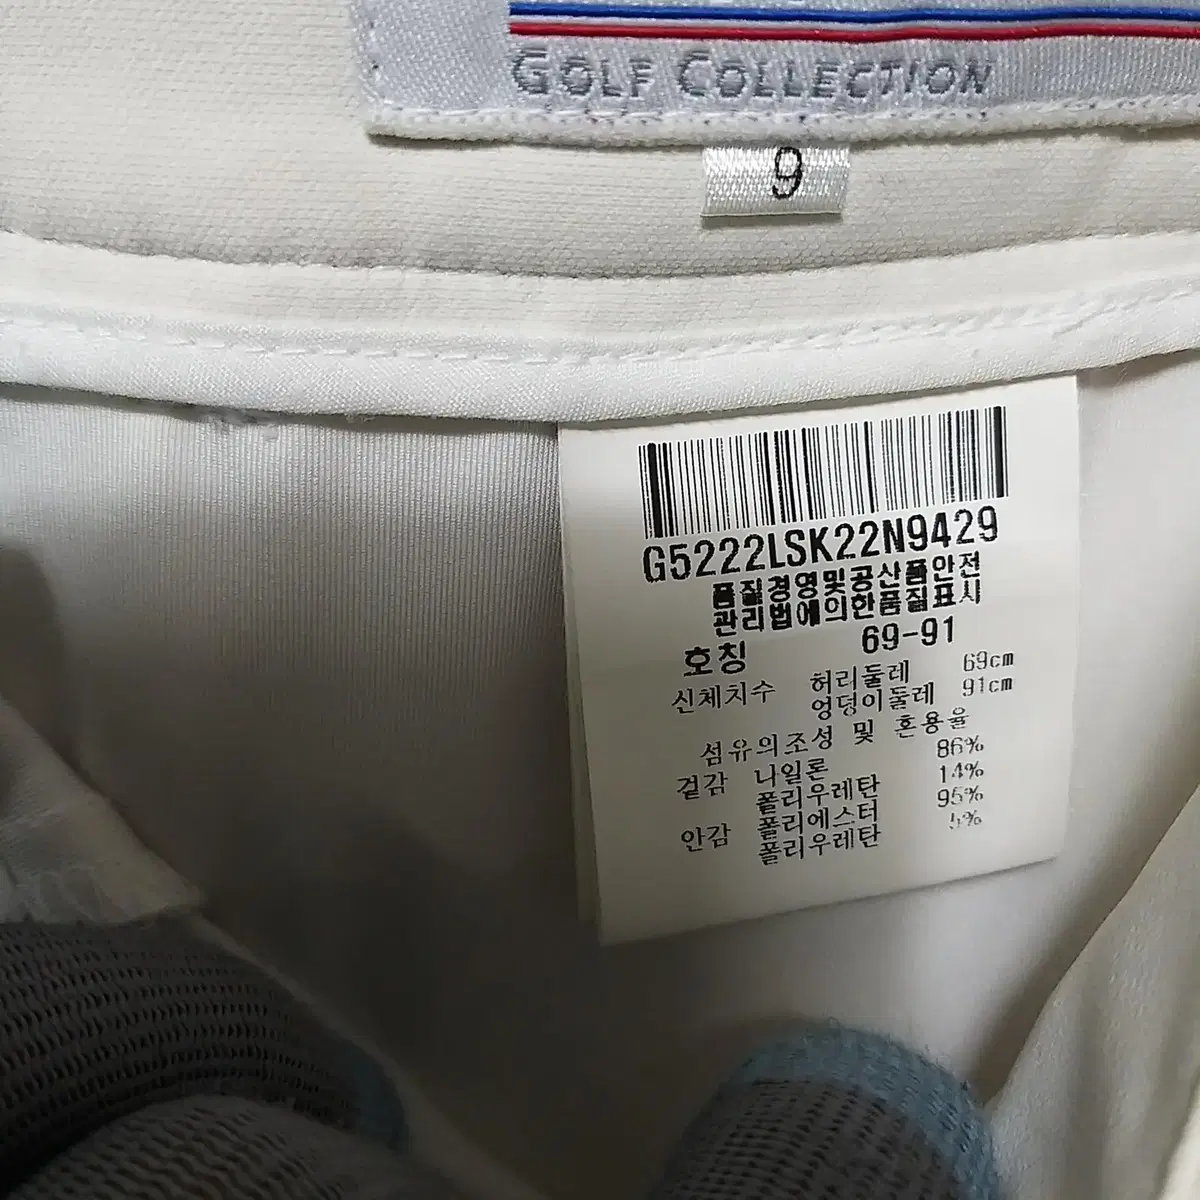 GOLF COLLECTION
9
G5222LSK22N9429
품질경영및공산품안전
관리법에의한품질표시
호칭 69-91
신체치수 허리둘레 69cm
엉덩이둘레 91cm
섬유의조성 및 혼용율
겉감 나일론 86%
폴리우레탄 14%
안감 폴리에스터 95%
폴리우레탄 5%